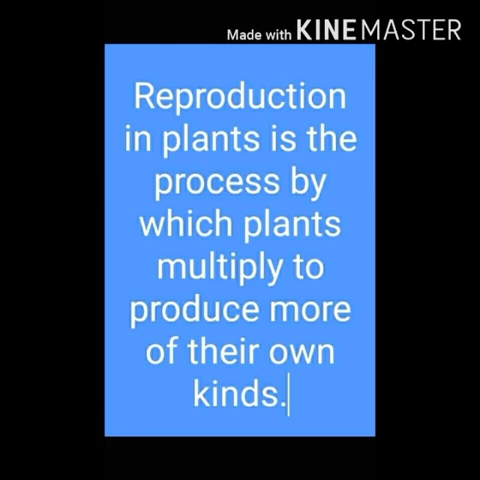 Made with KINEMASTER
Reproduction
in plants is the
process by
which plants
multiply to
produce more
of their own
kinds.